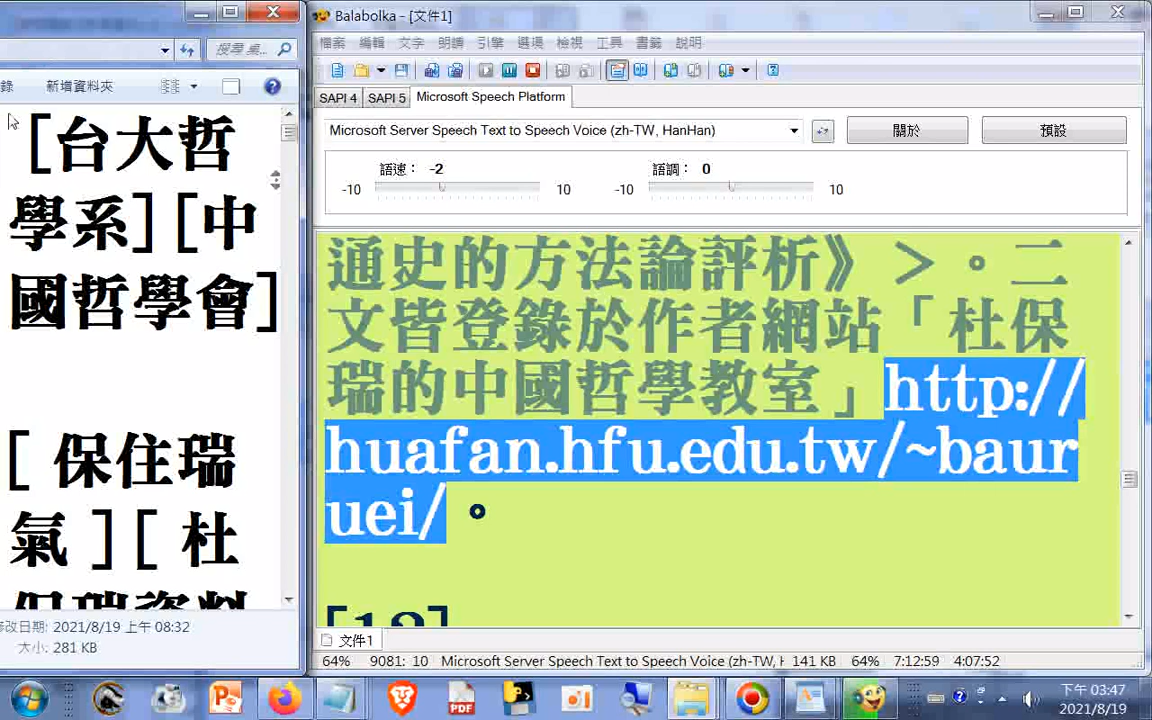 搜尋 桌...
錄
新增資料夾
[台大哲
學系][中
國哲學會]
[ 保住瑞
氣 ][ 杜
保瑞資料
修改日期: 2021/8/19 上午 08:32
大小: 281 KB
Balabolka - [文件1]
檔案 編輯 文字 朗讀 引擎 選項 檢視 工具 書籤 說明
SAPI 4 SAPI 5 Microsoft Speech Platform
Microsoft Server Speech Text to Speech Voice (zh-TW, HanHan)
關於 預設
語速： -2 語調： 0
-10 10 -10 10
通史的方法論評析》＞。二
文皆登錄於作者網站「杜保
瑞的中國哲學教室」http://
huafan.hfu.edu.tw/~baur
uei/。
文件1
64% 9081: 10 Microsoft Server Speech Text to Speech Voice (zh-TW, H 141 KB 64% 7:12:59 4:07:52
PDF
下午 03:47
2021/8/19